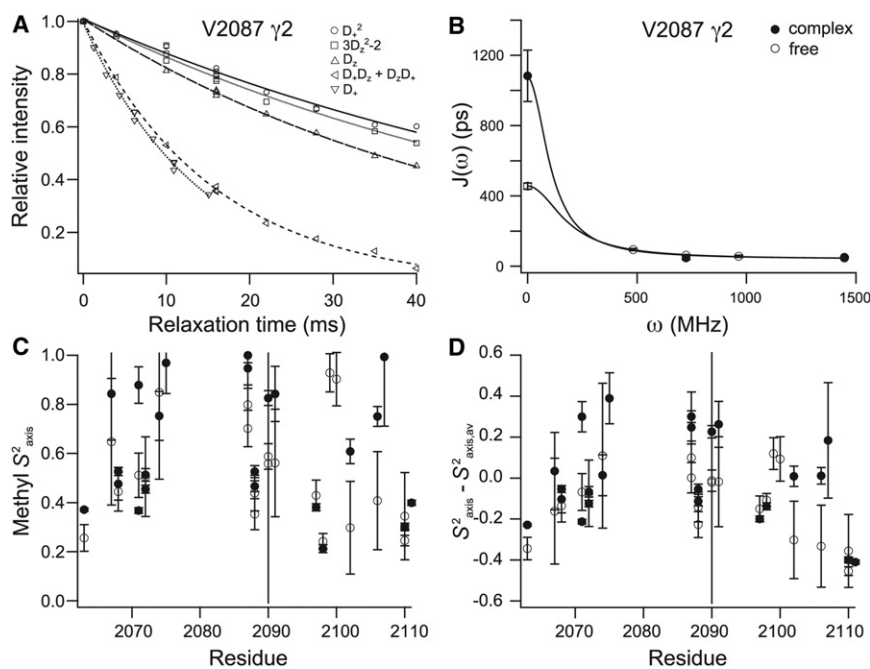 A
V2087 γ2
D₊²
3D_z²-2
D_z
D₊D_z + D_zD₊
D₊
Relative intensity
1.0
0.8
0.6
0.4
0.2
0
10
20
30
40
Relaxation time (ms)
B
V2087 γ2
complex
free
J(ω) (ps)
1200
800
400
0
0
500
1000
1500
ω (MHz)
C
Methyl S²axis
1.0
0.8
0.6
0.4
0.2
0.0
2070
2080
2090
2100
2110
Residue
D
S²axis - S²axis,av
0.6
0.4
0.2
0.0
-0.2
-0.4
-0.6
2070
2080
2090
2100
2110
Residue